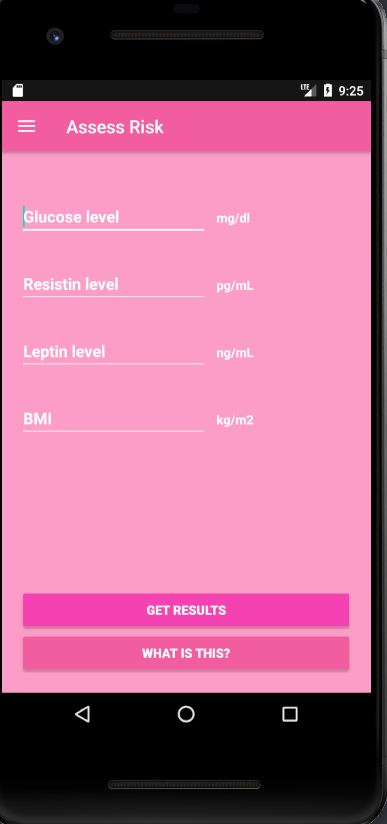 LTE 9:25
Assess Risk
Glucose level mg/dl
Resistin level pg/mL
Leptin level ng/mL
BMI kg/m2
GET RESULTS
WHAT IS THIS?